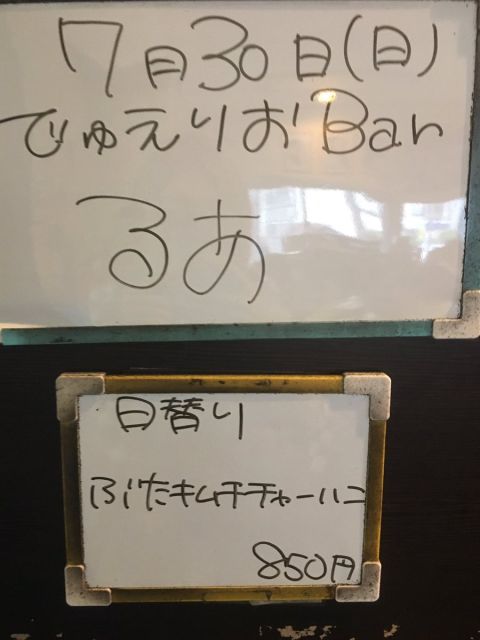 7月30日(日)
でゅえりおBar
るあ
日替り
ぶたキムチチャーハン
850円